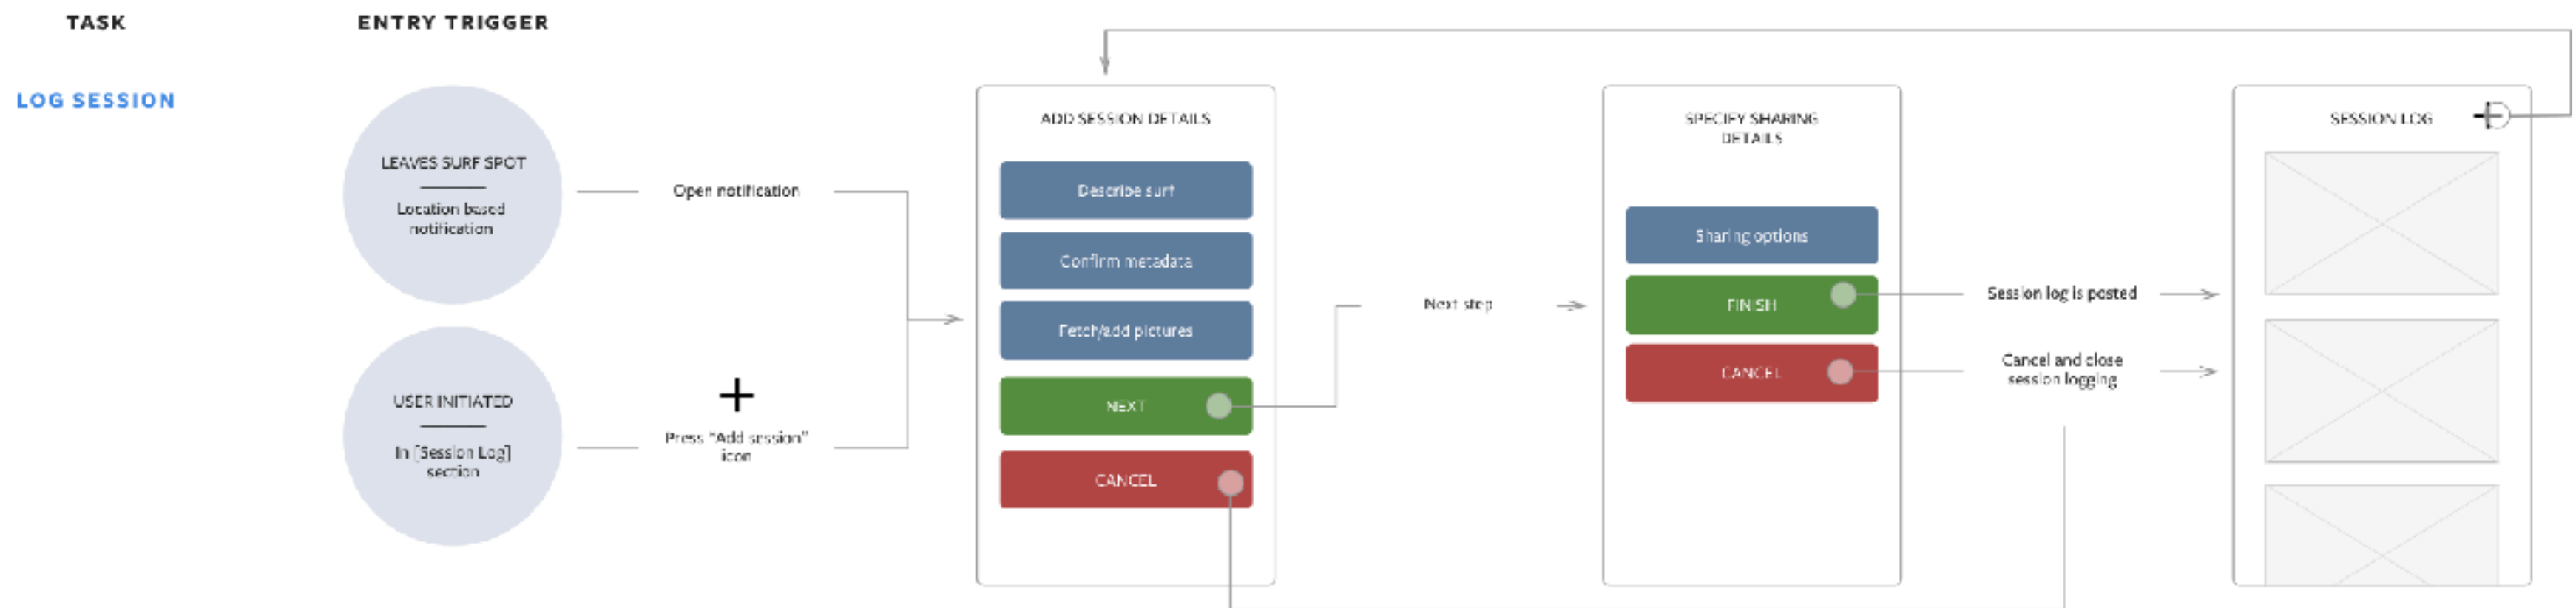 TASK
ENTRY TRIGGER
LOG SESSION
LEAVES SURF SPOT
Location based
notification
Open notification
USER INITIATED
In [Session Log]
section
Press "Add session"
icon
ADD SESSION DETAILS
Describe surf
Confirm metadata
Fetch/add pictures
NEXT
CANCEL
Next step
SPECIFY SHARING
DETAILS
Sharing options
FINISH
CANCEL
Session log is posted
Cancel and close
session logging
SESSION LOG